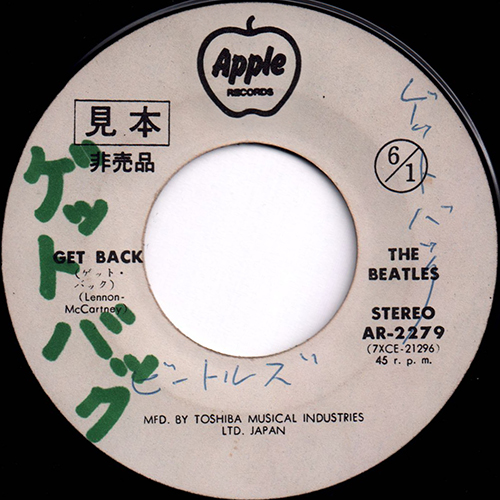 Apple
RECORDS
見本
非売品
6/1
ゲットバック
ゲットバック
GET BACK
(ゲット・
バック)
(Lennon-
McCartney)
THE
BEATLES
STEREO
AR-2279
(7XCE-21296)
45 r. p. m.
ビートルズ
MFD. BY TOSHIBA MUSICAL INDUSTRIES
LTD. JAPAN